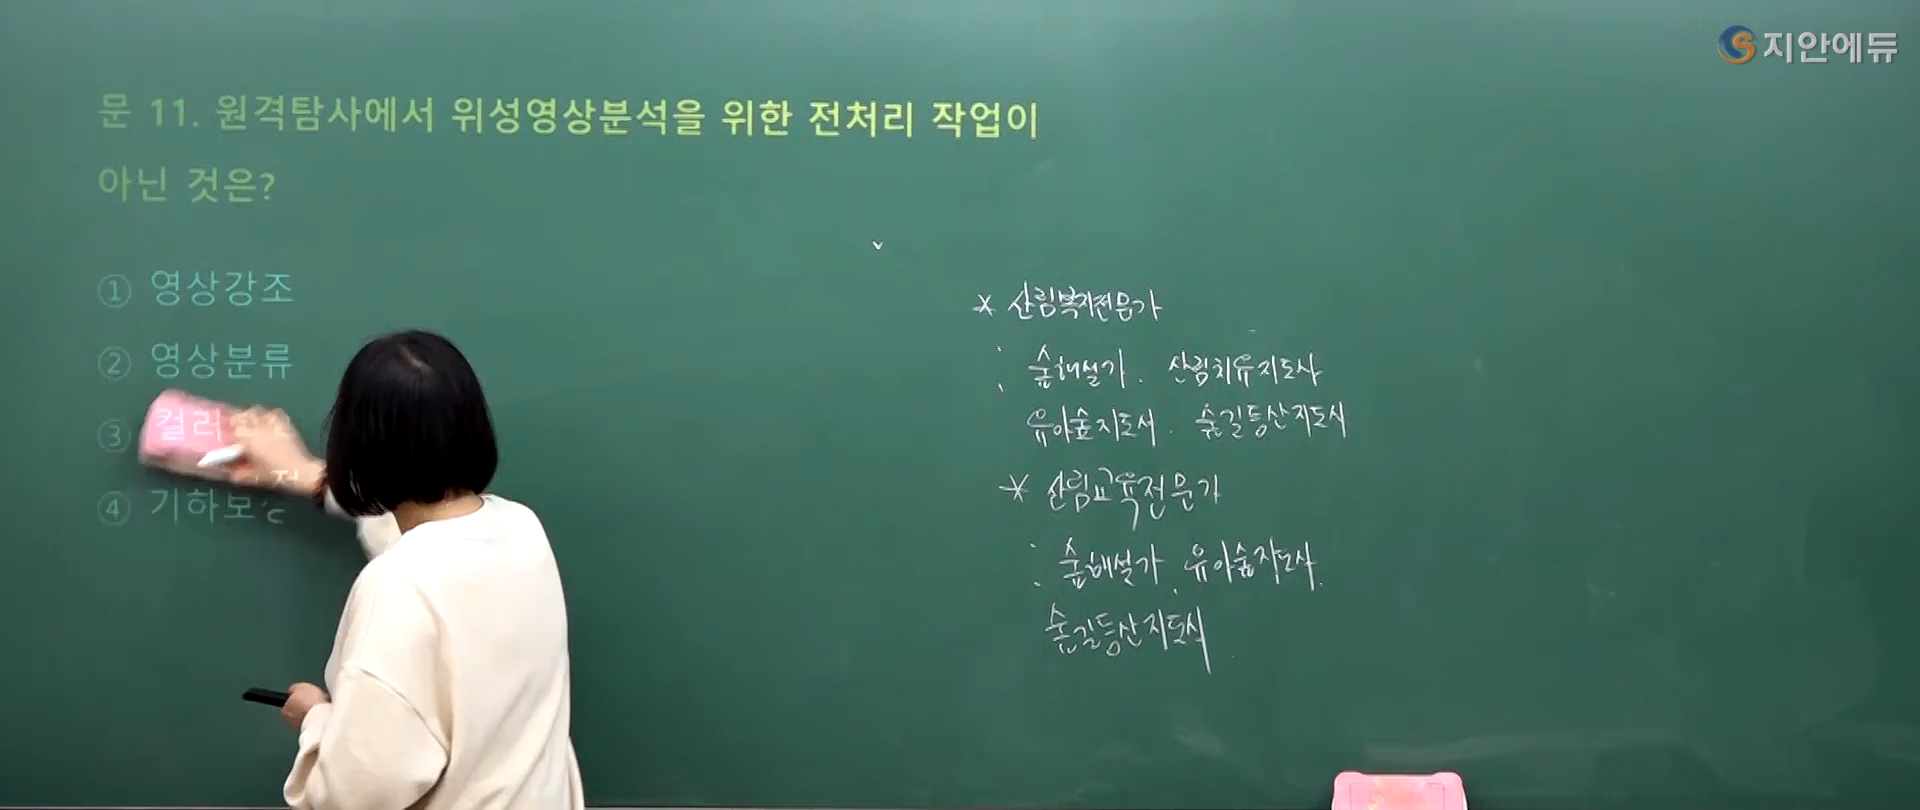 지안에듀
문 11. 원격탐사에서 위성영상분석을 위한 전처리 작업이
아닌 것은?
① 영상강조
② 영상분류
③ 컬러
④ 기하보정
* 산림복지전문가
: 숲해설가. 산림치유지도사
유아숲지도사. 숲길등산지도사
* 산림교육전문가
: 숲해설가, 유아숲지도사.
숲길등산지도사